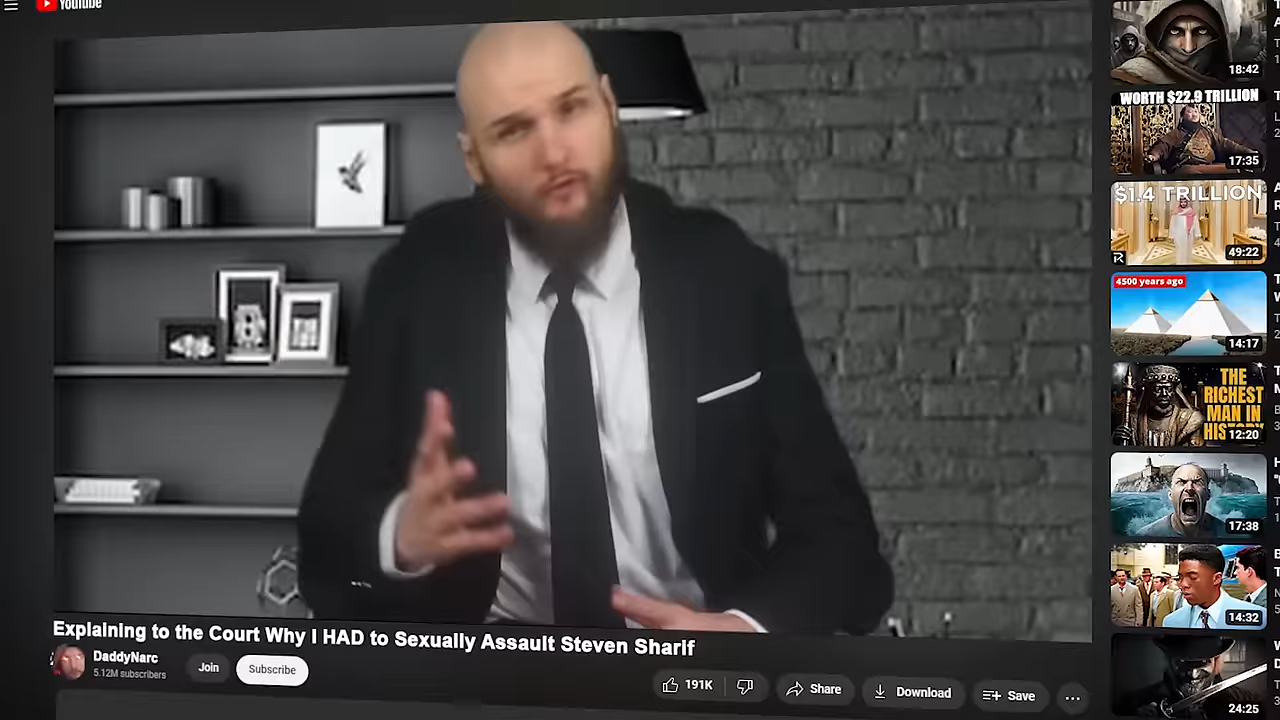 YouTube
Explaining to the Court Why I HAD to Sexually Assault Steven Sharif
DaddyNarc
5.12M subscribers
Join
Subscribe
191K
Share
Download
Save
18:42
WORTH $22.9 TRILLION
17:35
$1.4 TRILLION
49:22
4500 years ago
14:17
THE
RICHEST
MAN IN
12:20
17:38
14:32
24:25